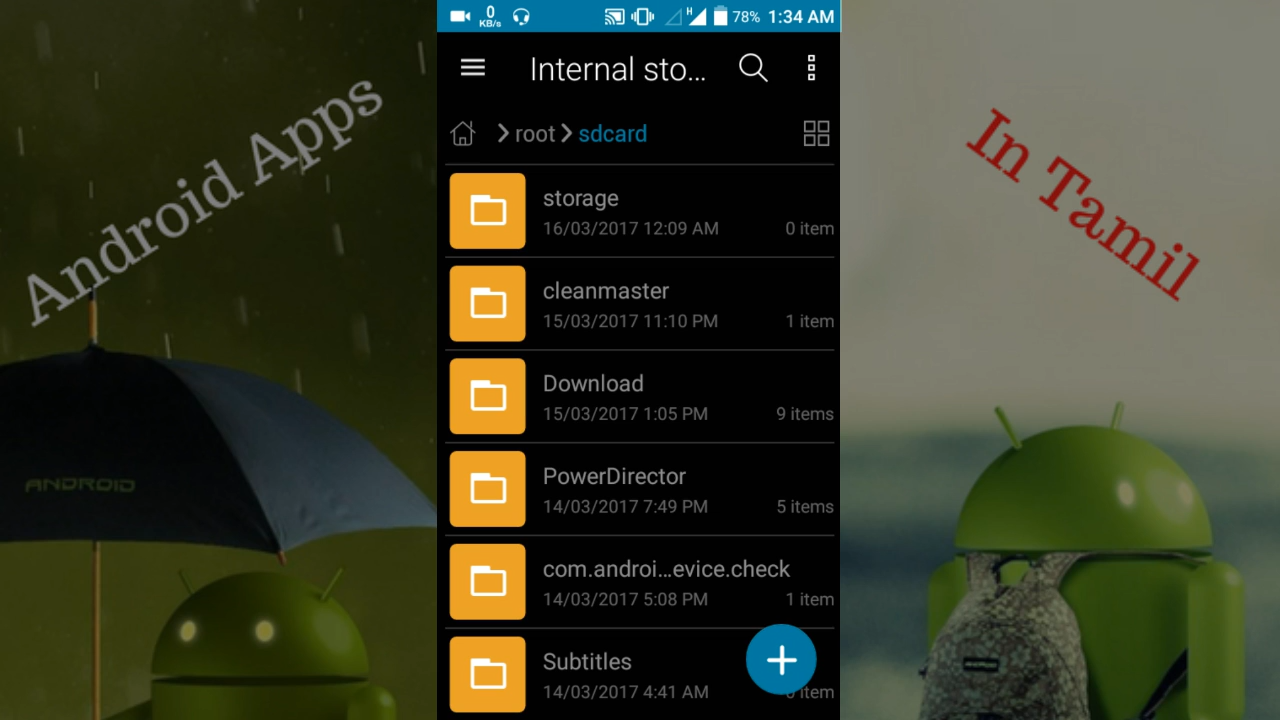 Android Apps
ANDROID
0
KB/s
H
78% 1:34 AM
Internal sto...
root sdcard
storage
16/03/2017 12:09 AM 0 item
cleanmaster
15/03/2017 11:10 PM 1 item
Download
15/03/2017 1:05 PM 9 items
PowerDirector
14/03/2017 7:49 PM 5 items
com.androi...evice.check
14/03/2017 5:08 PM 1 item
Subtitles
14/03/2017 4:41 AM 0 item
In Tamil